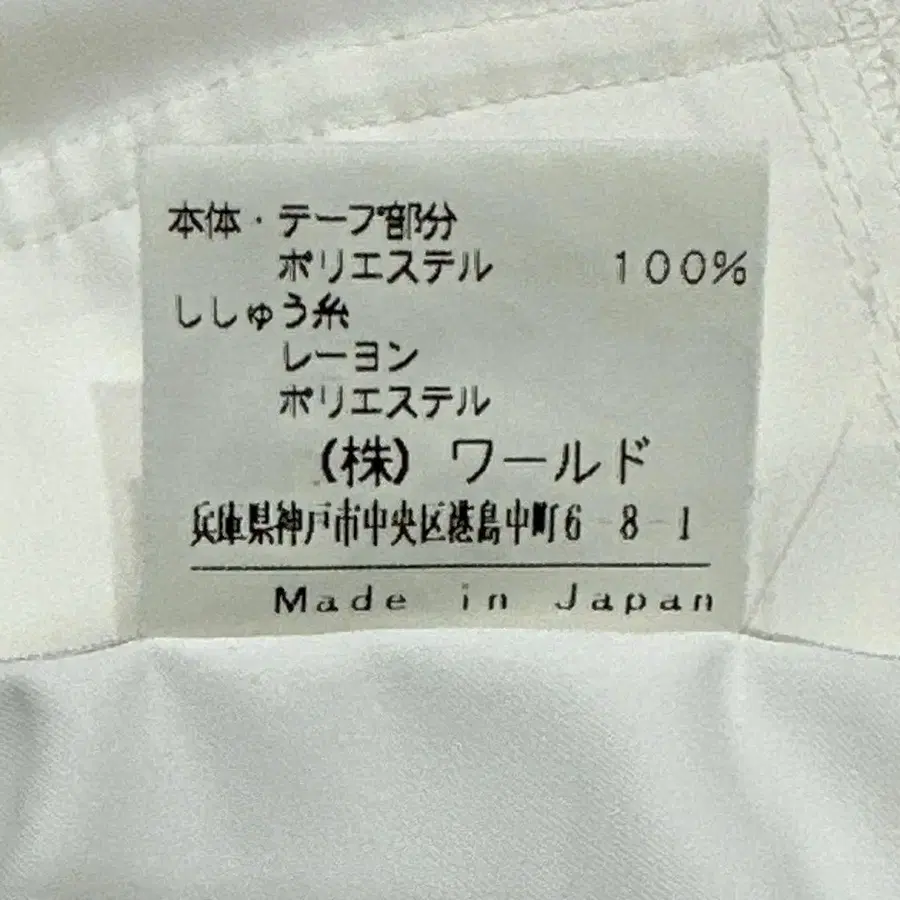 本体・テープ部分
ポリエステル 100%
ししゅう糸
レーヨン
ポリエステル
(株) ワールド
兵庫県神戸市中央区港島中町6-8-1
Made in Japan